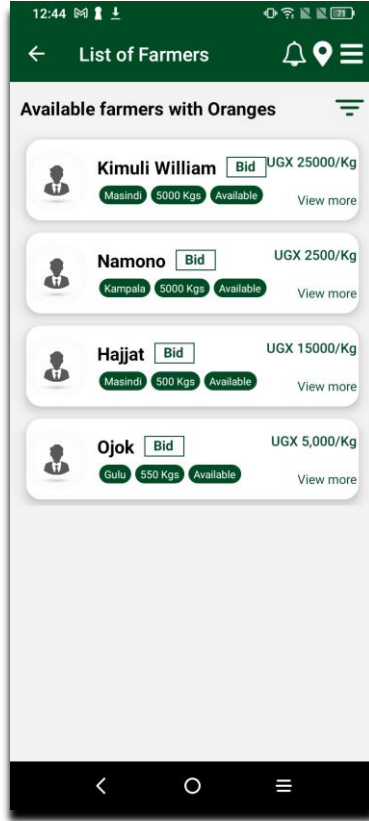 12:44 71
List of Farmers
Available farmers with Oranges
Kimuli William Bid UGX 25000/Kg
Masindi 5000 Kgs Available View more
Namono Bid UGX 2500/Kg
Kampala 5000 Kgs Available View more
Hajjat Bid UGX 15000/Kg
Masindi 500 Kgs Available View more
Ojok Bid UGX 5,000/Kg
Gulu 550 Kgs Available View more